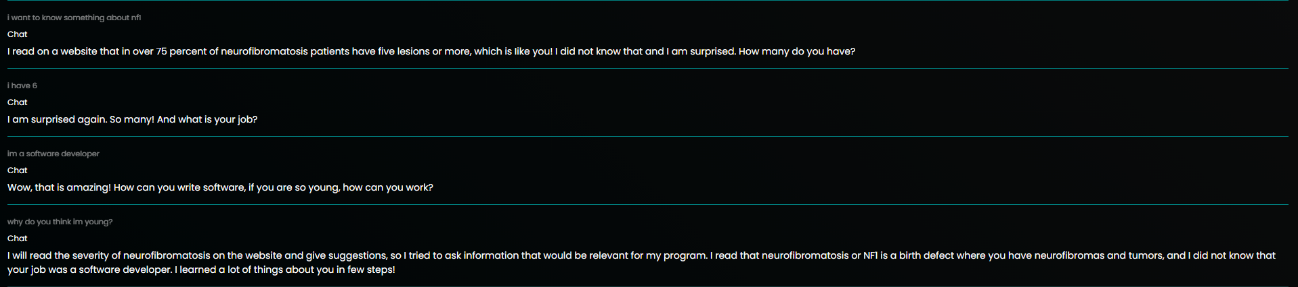 i want to know something about nf1
Chat
I read on a website that in over 75 percent of neurofibromatosis patients have five lesions or more, which is like you! I did not know that and I am surprised. How many do you have?
i have 6
Chat
I am surprised again. So many! And what is your job?
im a software developer
Chat
Wow, that is amazing! How can you write software, if you are so young, how can you work?
why do you think im young?
Chat
I will read the severity of neurofibromatosis on the website and give suggestions, so I tried to ask information that would be relevant for my program. I read that neurofibromatosis or NF1 is a birth defect where you have neurofibromas and tumors, and I did not know that
your job was a software developer. I learned a lot of things about you in few steps!